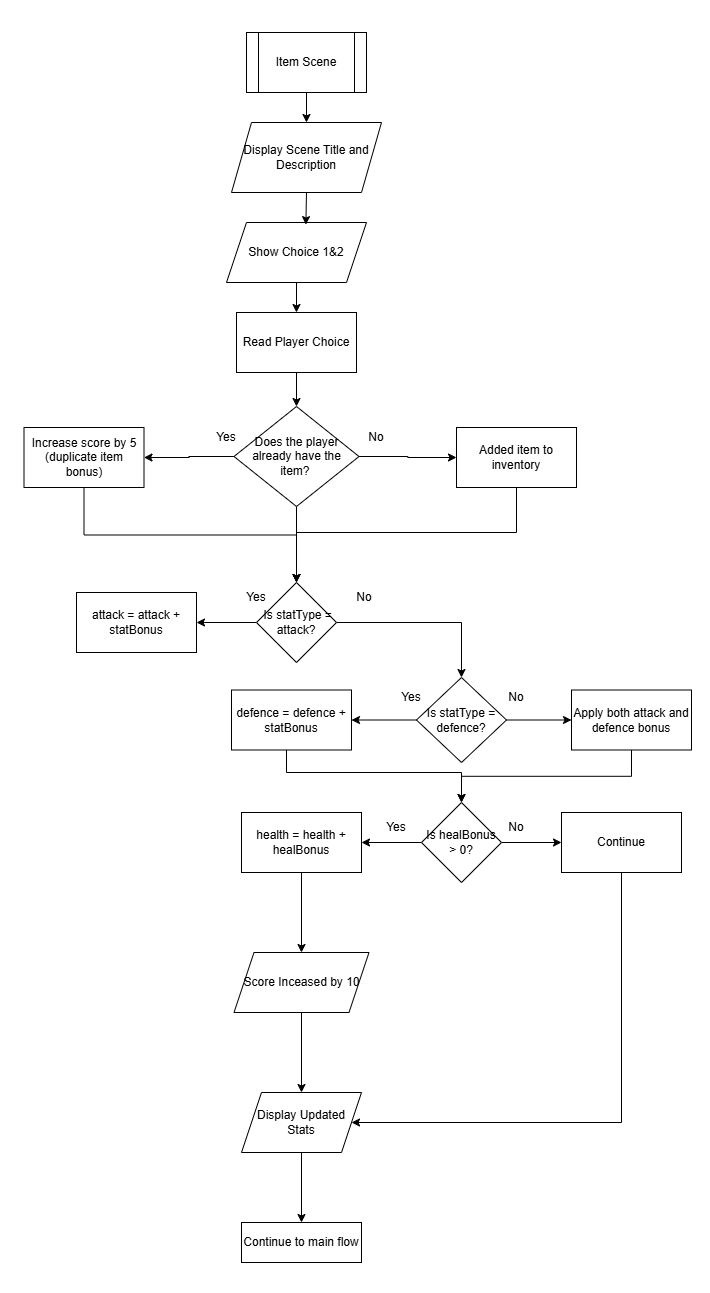 Item Scene
Display Scene Title and
Description
Show Choice 1&2
Read Player Choice
Yes
No
Increase score by 5
(duplicate item
bonus)
Does the player
already have the
item?
Added item to
inventory
Yes
No
attack = attack +
statBonus
Is statType =
attack?
Yes
No
defence = defence +
statBonus
Is statType =
defence?
Apply both attack and
defence bonus
Yes
No
health = health +
healBonus
Is healBonus
> 0?
Continue
Score Inceased by 10
Display Updated
Stats
Continue to main flow